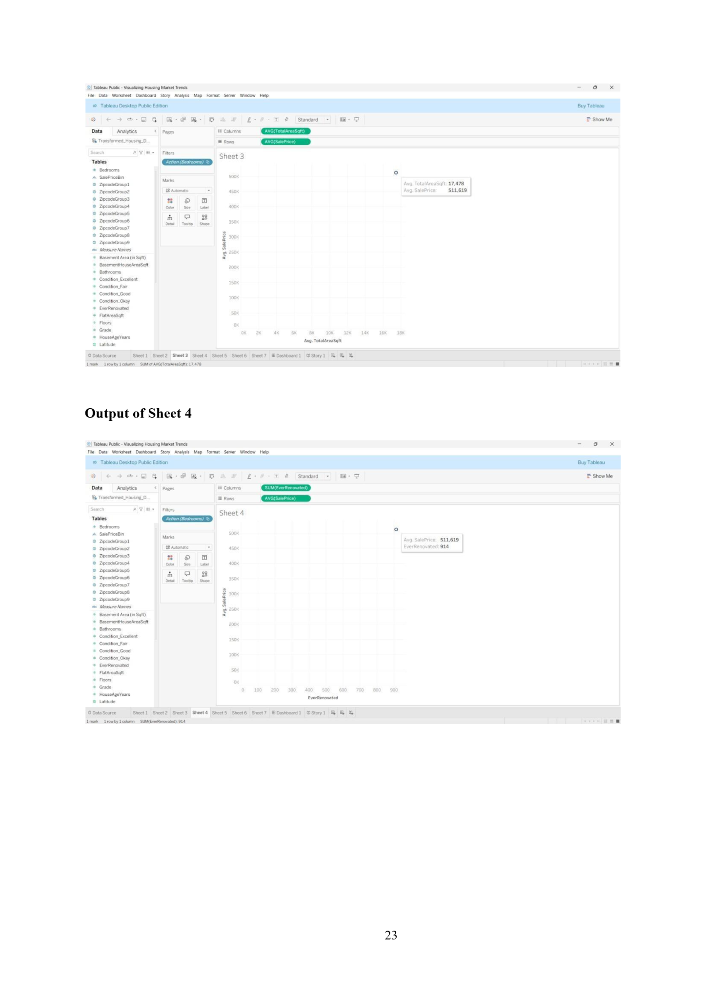 Tableau Public - Visualizing Housing Market Trends
File Data Worksheet Dashboard Story Analysis Map Format Server Window Help
Tableau Desktop Public Edition Buy Tableau
Standard Show Me
Data Analytics Pages Columns AVG(TotalAreaSqft)
Transformed_Housing_D... Rows AVG(SalePrice)
Search Filters Sheet 3
Tables Action (Bedrooms)
Bedrooms
SalePriceBin
ZipcodeGroup1
ZipcodeGroup2
ZipcodeGroup3
ZipcodeGroup4
ZipcodeGroup5
ZipcodeGroup6
ZipcodeGroup7
ZipcodeGroup8
ZipcodeGroup9
Abc Measure Names
Basement Area (in Sqft)
BasementHouseAreaSqft
Bathrooms
Condition_Excellent
Condition_Fair
Condition_Good
Condition_Okay
EverRenovated
FlatAreaSqft
Floors
Grade
HouseAgeYears
Latitude
Marks
Automatic
Color Size Label
Detail Tooltip Shape
Avg. SalePrice
500K
450K
400K
350K
300K
250K
200K
150K
100K
50K
0K
Avg. TotalAreaSqft: 17,478
Avg. SalePrice: 511,619
0K 2K 4K 6K 8K 10K 12K 14K 16K 18K
Avg. TotalAreaSqft
Data Source Sheet 1 Sheet 2 Sheet 3 Sheet 4 Sheet 5 Sheet 6 Sheet 7 Dashboard 1 Story 1
1 mark 1 row by 1 column SUM of AVG(TotalAreaSqft): 17,478
Output of Sheet 4
Tableau Public - Visualizing Housing Market Trends
File Data Worksheet Dashboard Story Analysis Map Format Server Window Help
Tableau Desktop Public Edition Buy Tableau
Standard Show Me
Data Analytics Pages Columns SUM(EverRenovated)
Transformed_Housing_D... Rows AVG(SalePrice)
Search Filters Sheet 4
Tables Action (Bedrooms)
Bedrooms
SalePriceBin
ZipcodeGroup1
ZipcodeGroup2
ZipcodeGroup3
ZipcodeGroup4
ZipcodeGroup5
ZipcodeGroup6
ZipcodeGroup7
ZipcodeGroup8
ZipcodeGroup9
Abc Measure Names
Basement Area (in Sqft)
BasementHouseAreaSqft
Bathrooms
Condition_Excellent
Condition_Fair
Condition_Good
Condition_Okay
EverRenovated
FlatAreaSqft
Floors
Grade
HouseAgeYears
Latitude
Marks
Automatic
Color Size Label
Detail Tooltip Shape
Avg. SalePrice
500K
450K
400K
350K
300K
250K
200K
150K
100K
50K
0K
Avg. SalePrice: 511,619
EverRenovated: 914
0 100 200 300 400 500 600 700 800 900
EverRenovated
Data Source Sheet 1 Sheet 2 Sheet 3 Sheet 4 Sheet 5 Sheet 6 Sheet 7 Dashboard 1 Story 1
1 mark 1 row by 1 column SUM(EverRenovated): 914
23